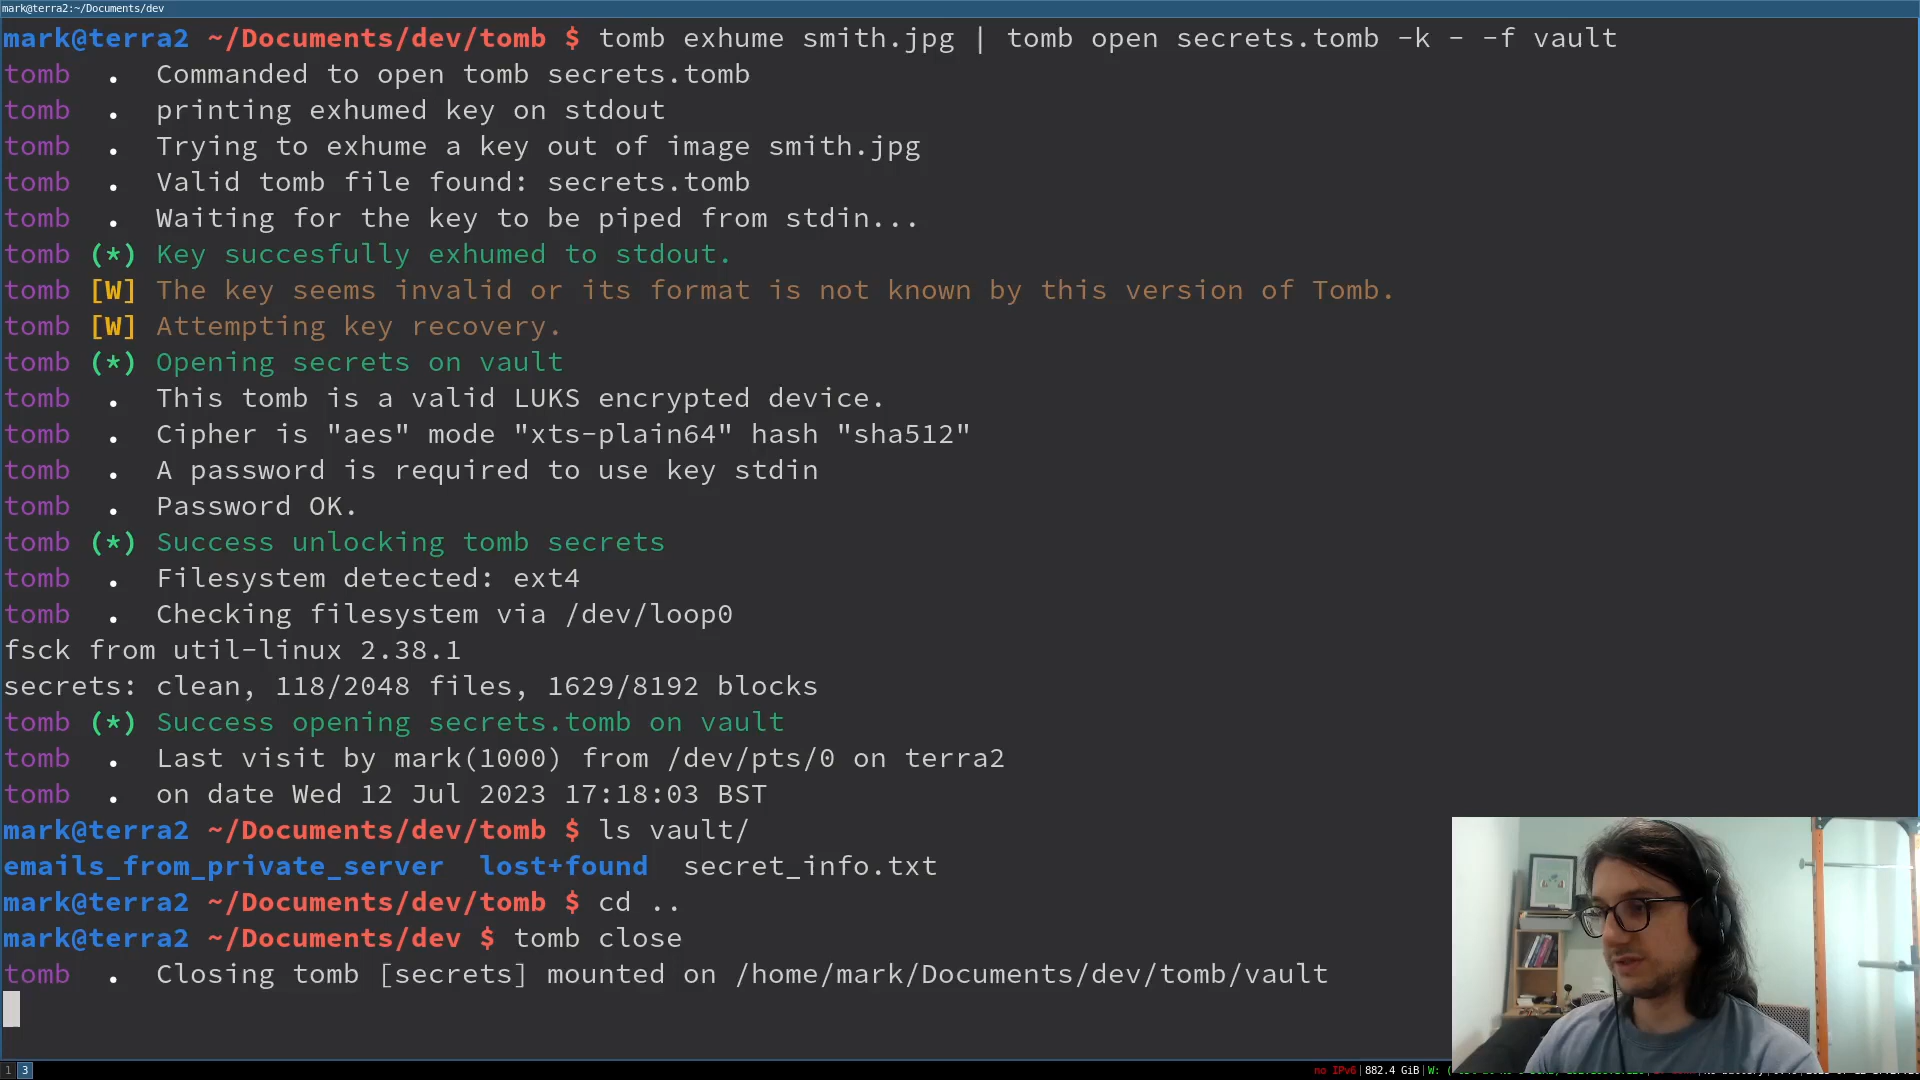 mark@terra2:~/Documents/dev
mark@terra2 ~/Documents/dev/tomb $ tomb exhume smith.jpg | tomb open secrets.tomb -k - -f vault
tomb  .  Commanded to open tomb secrets.tomb
tomb  .  printing exhumed key on stdout
tomb  .  Trying to exhume a key out of image smith.jpg
tomb  .  Valid tomb file found: secrets.tomb
tomb  .  Waiting for the key to be piped from stdin...
tomb (*) Key succesfully exhumed to stdout.
tomb [W] The key seems invalid or its format is not known by this version of Tomb.
tomb [W] Attempting key recovery.
tomb (*) Opening secrets on vault
tomb  .  This tomb is a valid LUKS encrypted device.
tomb  .  Cipher is "aes" mode "xts-plain64" hash "sha512"
tomb  .  A password is required to use key stdin
tomb  .  Password OK.
tomb (*) Success unlocking tomb secrets
tomb  .  Filesystem detected: ext4
tomb  .  Checking filesystem via /dev/loop0
fsck from util-linux 2.38.1
secrets: clean, 118/2048 files, 1629/8192 blocks
tomb (*) Success opening secrets.tomb on vault
tomb  .  Last visit by mark(1000) from /dev/pts/0 on terra2
tomb  .  on date Wed 12 Jul 2023 17:18:03 BST
mark@terra2 ~/Documents/dev/tomb $ ls vault/
emails_from_private_server  lost+found  secret_info.txt
mark@terra2 ~/Documents/dev/tomb $ cd ..
mark@terra2 ~/Documents/dev $ tomb close
tomb  .  Closing tomb [secrets] mounted on /home/mark/Documents/dev/tomb/vault
1 3 no IPv6 | 882.4 GiB | W: (